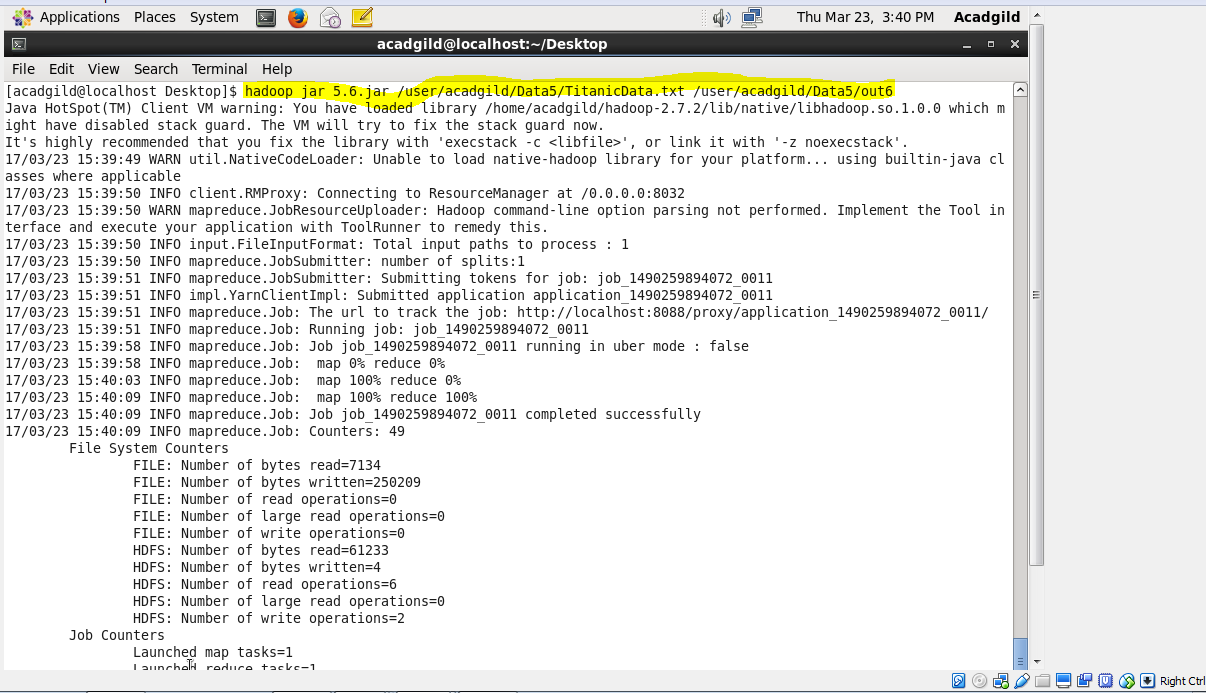 Applications Places System Thu Mar 23, 3:40 PM Acadgild
acadgild@localhost:~/Desktop
File Edit View Search Terminal Help
[acadgild@localhost Desktop]$ hadoop jar 5.6.jar /user/acadgild/Data5/TitanicData.txt /user/acadgild/Data5/out6
Java HotSpot(TM) Client VM warning: You have loaded library /home/acadgild/hadoop-2.7.2/lib/native/libhadoop.so.1.0.0 which m
ight have disabled stack guard. The VM will try to fix the stack guard now.
It's highly recommended that you fix the library with 'execstack -c <libfile>', or link it with '-z noexecstack'.
17/03/23 15:39:49 WARN util.NativeCodeLoader: Unable to load native-hadoop library for your platform... using builtin-java cl
asses where applicable
17/03/23 15:39:50 INFO client.RMProxy: Connecting to ResourceManager at /0.0.0.0:8032
17/03/23 15:39:50 WARN mapreduce.JobResourceUploader: Hadoop command-line option parsing not performed. Implement the Tool in
terface and execute your application with ToolRunner to remedy this.
17/03/23 15:39:50 INFO input.FileInputFormat: Total input paths to process : 1
17/03/23 15:39:50 INFO mapreduce.JobSubmitter: number of splits:1
17/03/23 15:39:51 INFO mapreduce.JobSubmitter: Submitting tokens for job: job_1490259894072_0011
17/03/23 15:39:51 INFO impl.YarnClientImpl: Submitted application application_1490259894072_0011
17/03/23 15:39:51 INFO mapreduce.Job: The url to track the job: http://localhost:8088/proxy/application_1490259894072_0011/
17/03/23 15:39:51 INFO mapreduce.Job: Running job: job_1490259894072_0011
17/03/23 15:39:58 INFO mapreduce.Job: Job job_1490259894072_0011 running in uber mode : false
17/03/23 15:39:58 INFO mapreduce.Job:  map 0% reduce 0%
17/03/23 15:40:03 INFO mapreduce.Job:  map 100% reduce 0%
17/03/23 15:40:09 INFO mapreduce.Job:  map 100% reduce 100%
17/03/23 15:40:09 INFO mapreduce.Job: Job job_1490259894072_0011 completed successfully
17/03/23 15:40:09 INFO mapreduce.Job: Counters: 49
File System Counters
FILE: Number of bytes read=7134
FILE: Number of bytes written=250209
FILE: Number of read operations=0
FILE: Number of large read operations=0
FILE: Number of write operations=0
HDFS: Number of bytes read=61233
HDFS: Number of bytes written=4
HDFS: Number of read operations=6
HDFS: Number of large read operations=0
HDFS: Number of write operations=2
Job Counters
Launched map tasks=1
Launched reduce tasks=1
Right Ctrl